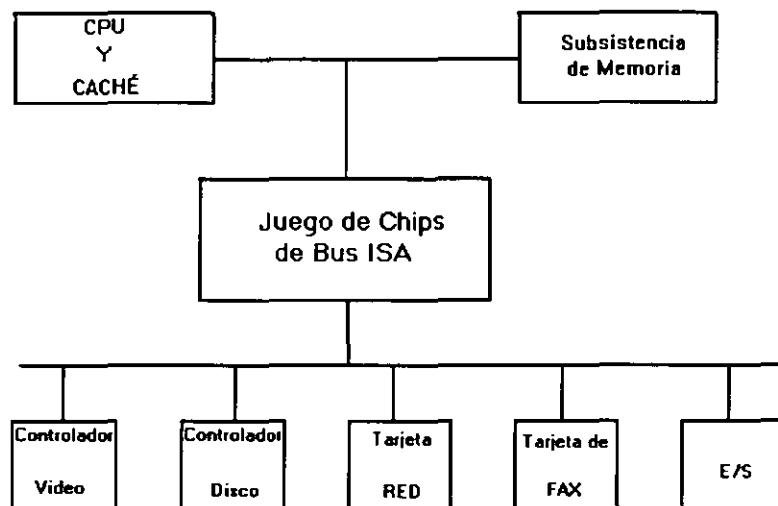 CPU
Y
CACHÉ
Subsistencia
de Memoria
Juego de Chips
de Bus ISA
Controlador
Video
Controlador
Disco
Tarjeta
RED
Tarjeta de
FAX
E/S